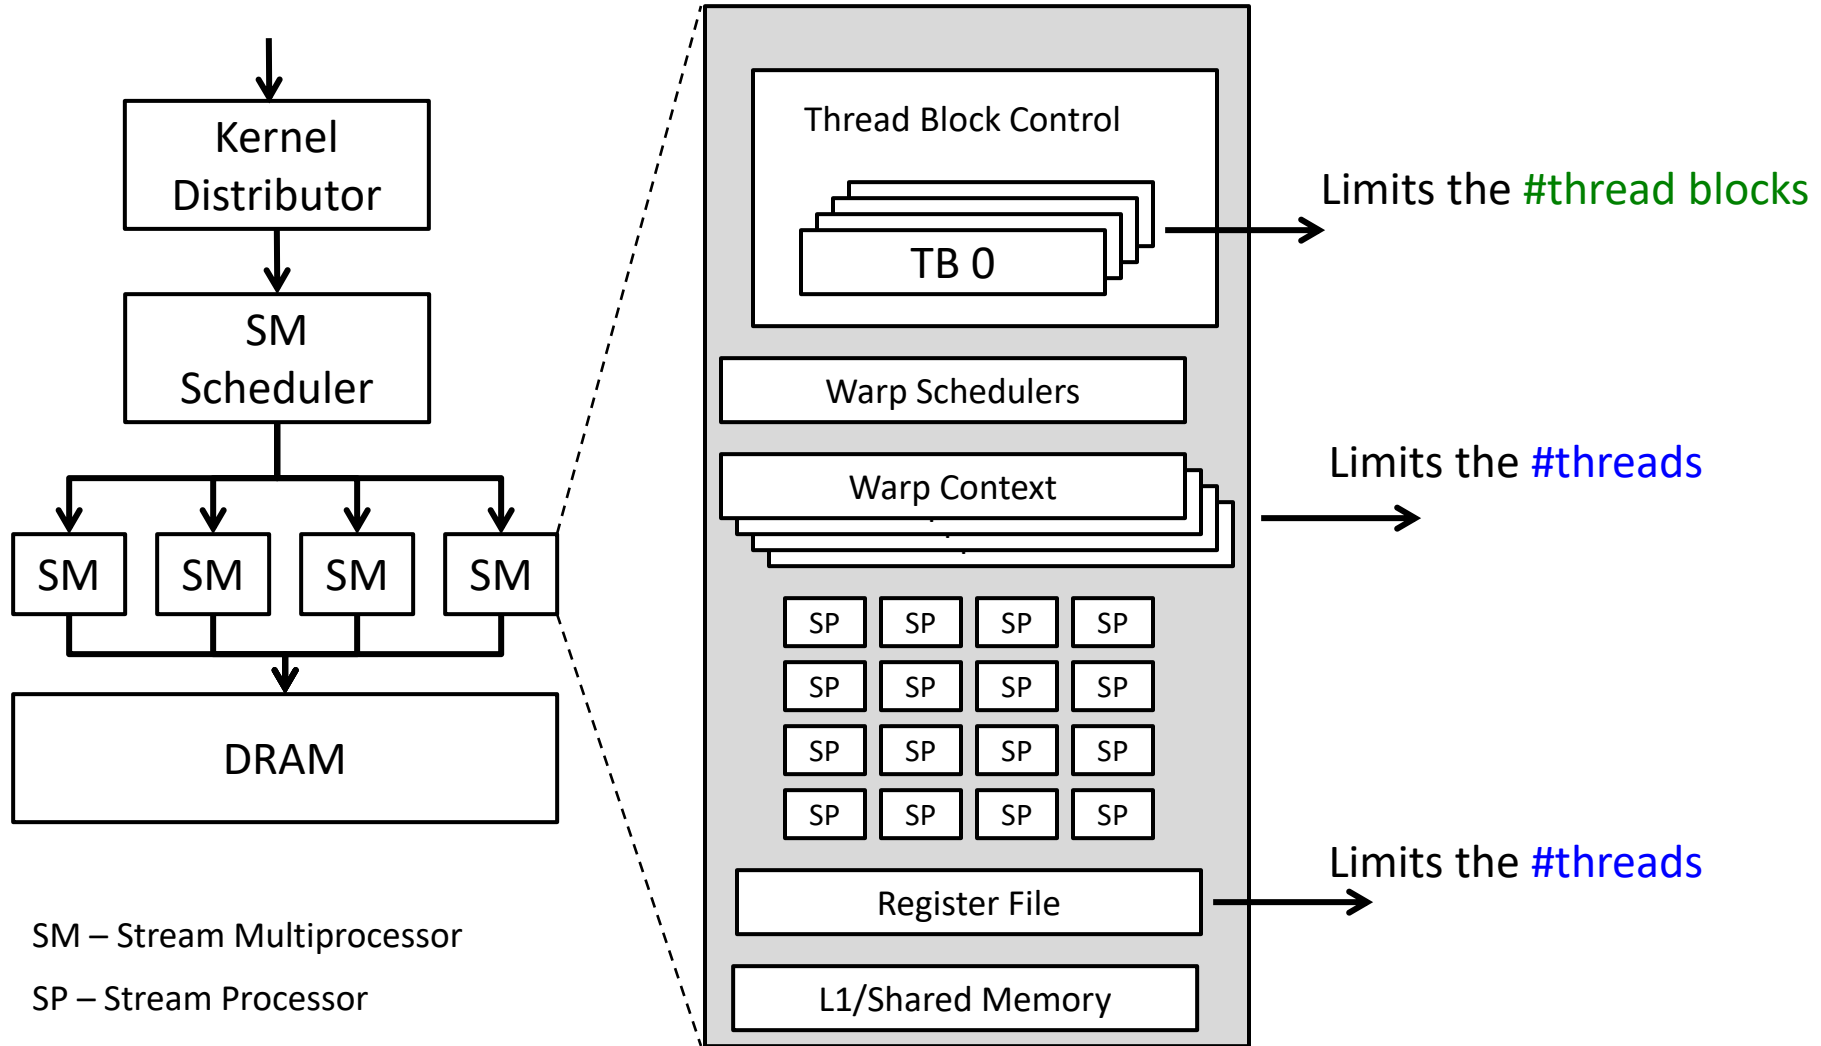 Kernel
Distributor
SM
Scheduler
SM SM SM SM
DRAM
SM – Stream Multiprocessor
SP – Stream Processor
Thread Block Control
TB 0
Warp Schedulers
Warp Context
SP SP SP SP
SP SP SP SP
SP SP SP SP
SP SP SP SP
Register File
L1/Shared Memory
Limits the #thread blocks
Limits the #threads
Limits the #threads